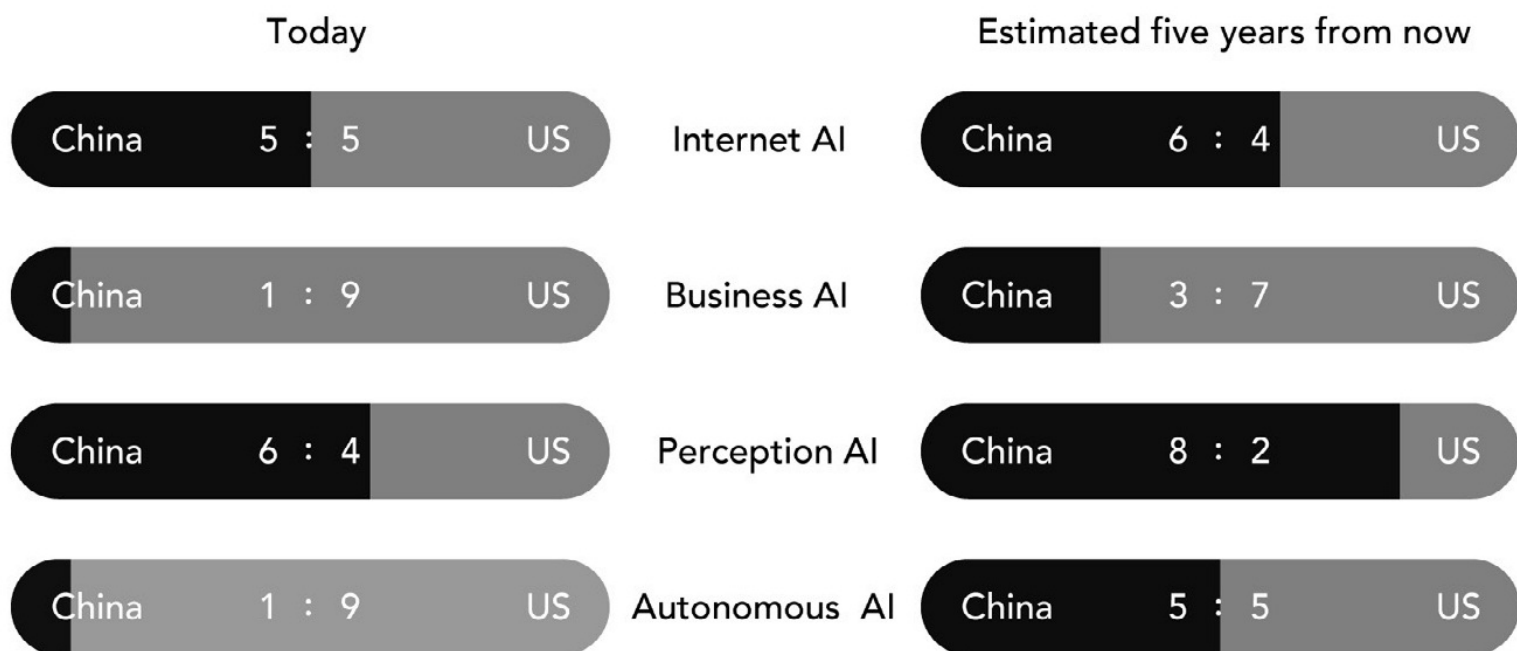 Today Estimated five years from now
China 5 : 5 US Internet AI China 6 : 4 US
China 1 : 9 US Business AI China 3 : 7 US
China 6 : 4 US Perception AI China 8 : 2 US
China 1 : 9 US Autonomous AI China 5 : 5 US